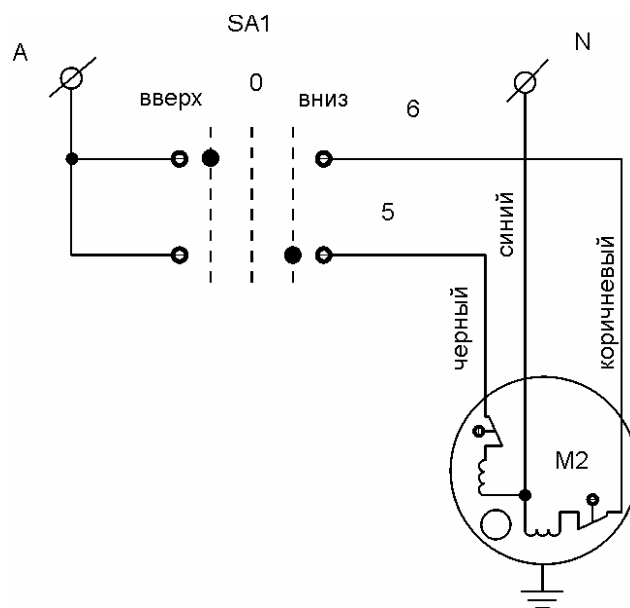 SA1
A
N
0
вверх
вниз
6
5
синий
черный
коричневый
M2